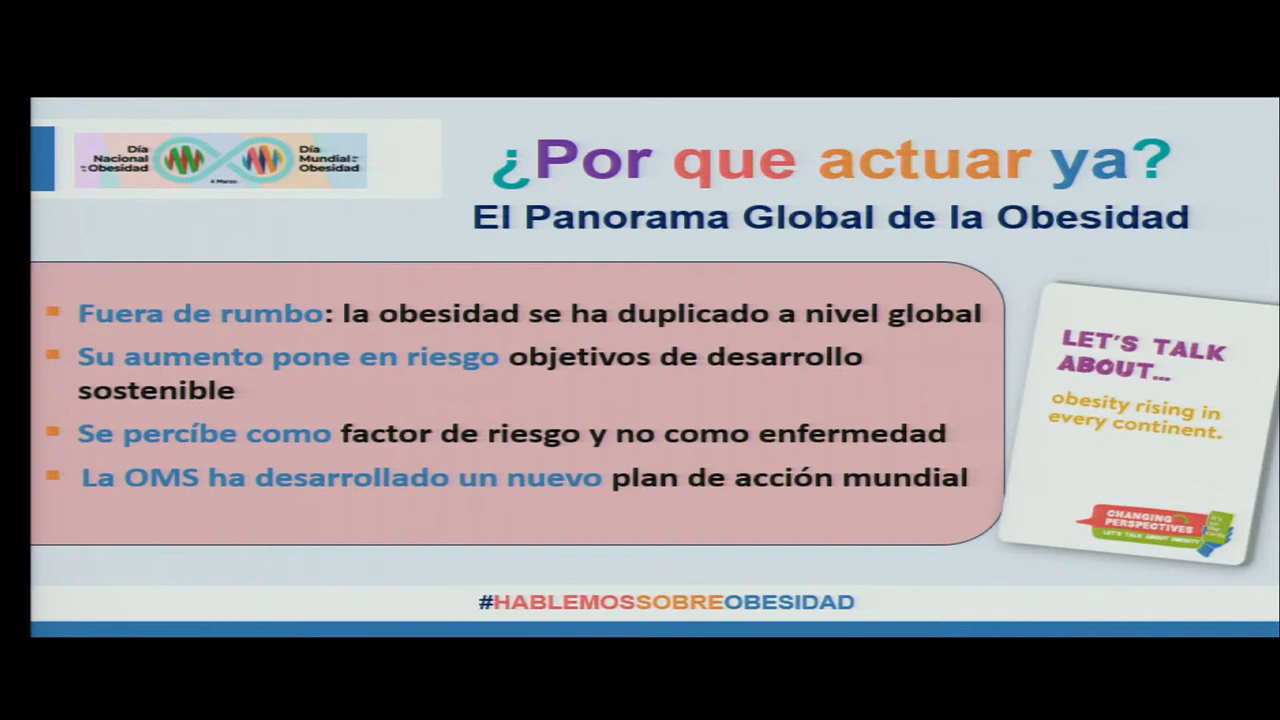 Día
Nacional
de la Obesidad
Día
Mundial de la
Obesidad
4 Marzo
¿Por que actuar ya?
El Panorama Global de la Obesidad
Fuera de rumbo: la obesidad se ha duplicado a nivel global
Su aumento pone en riesgo objetivos de desarrollo
sostenible
Se percíbe como factor de riesgo y no como enfermedad
La OMS ha desarrollado un nuevo plan de acción mundial
LET'S TALK
ABOUT...
obesity rising in
every continent.
CHANGING
PERSPECTIVES
LET'S TALK ABOUT OBESITY
#HABLEMOSSOBREOBESIDAD